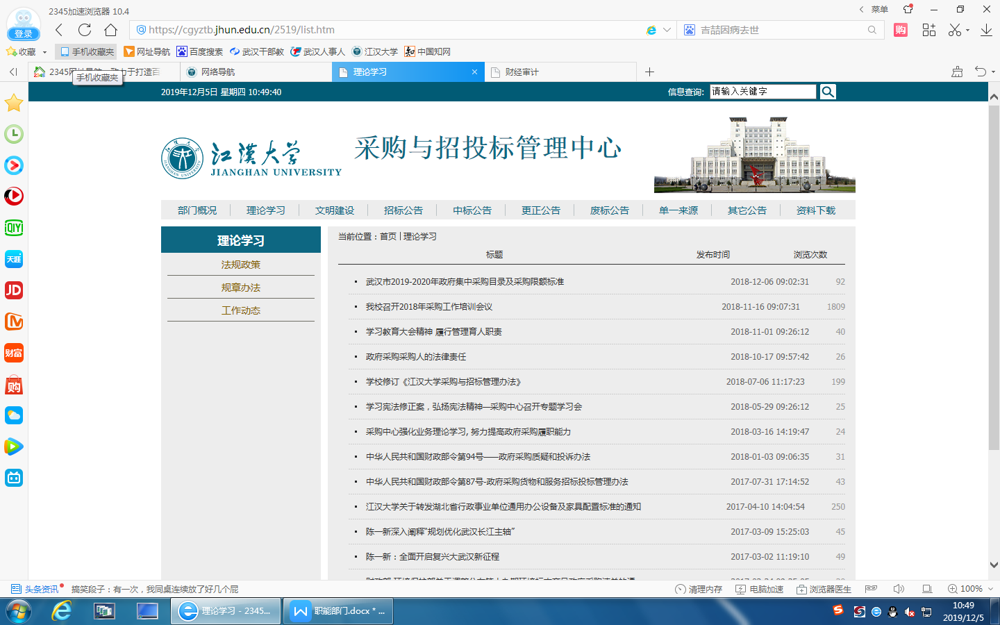 2345加速浏览器 10.4
菜单
登录
https://cgyztb.jhun.edu.cn/2519/list.htm
吉喆因病去世
购
收藏
手机收藏夹
网址导航
百度搜索
武汉干部教
武汉人事人
江汉大学
中国知网
手机收藏夹
网络导航
理论学习
财经审计
2019年12月5日 星期四 10:49:40
信息查询:
请输入关键字
江汉大学
JIANGHAN UNIVERSITY
采购与招投标管理中心
部门概况
理论学习
文明建设
招标公告
中标公告
更正公告
废标公告
单一来源
其它公告
资料下载
理论学习
法规政策
规章办法
工作动态
当前位置：首页 | 理论学习
标题 发布时间 浏览次数
武汉市2019-2020年政府集中采购目录及采购限额标准 2018-12-06 09:02:31 92
我校召开2018年采购工作培训会议 2018-11-16 09:07:31 1809
学习教育大会精神 履行管理育人职责 2018-11-01 09:26:12 40
政府采购采购人的法律责任 2018-10-17 09:57:42 26
学校修订《江汉大学采购与招标管理办法》 2018-07-06 11:17:23 199
学习宪法修正案，弘扬宪法精神—采购中心召开专题学习会 2018-05-29 09:26:12 25
采购中心强化业务理论学习, 努力提高政府采购履职能力 2018-03-16 14:19:47 24
中华人民共和国财政部令第94号——政府采购质疑和投诉办法 2018-01-03 09:06:35 31
中华人民共和国财政部令第87号-政府采购货物和服务招标投标管理办法 2017-07-31 17:14:52 43
江汉大学关于转发湖北省行政事业单位通用办公设备及家具配置标准的通知 2017-04-10 14:04:54 250
陈一新深入阐释“规划优化武汉长江主轴” 2017-03-09 15:25:03 45
陈一新：全面开启复兴大武汉新征程 2017-03-02 11:19:10 49
iQIY
天涯
JD
财富
购
头条资讯
搞笑段子：有一次，我同桌连续放了好几个屁
清理内存
电脑加速
浏览器医生
100%
理论学习 - 2345...
职能部门.docx * ...
10:49
2019/12/5